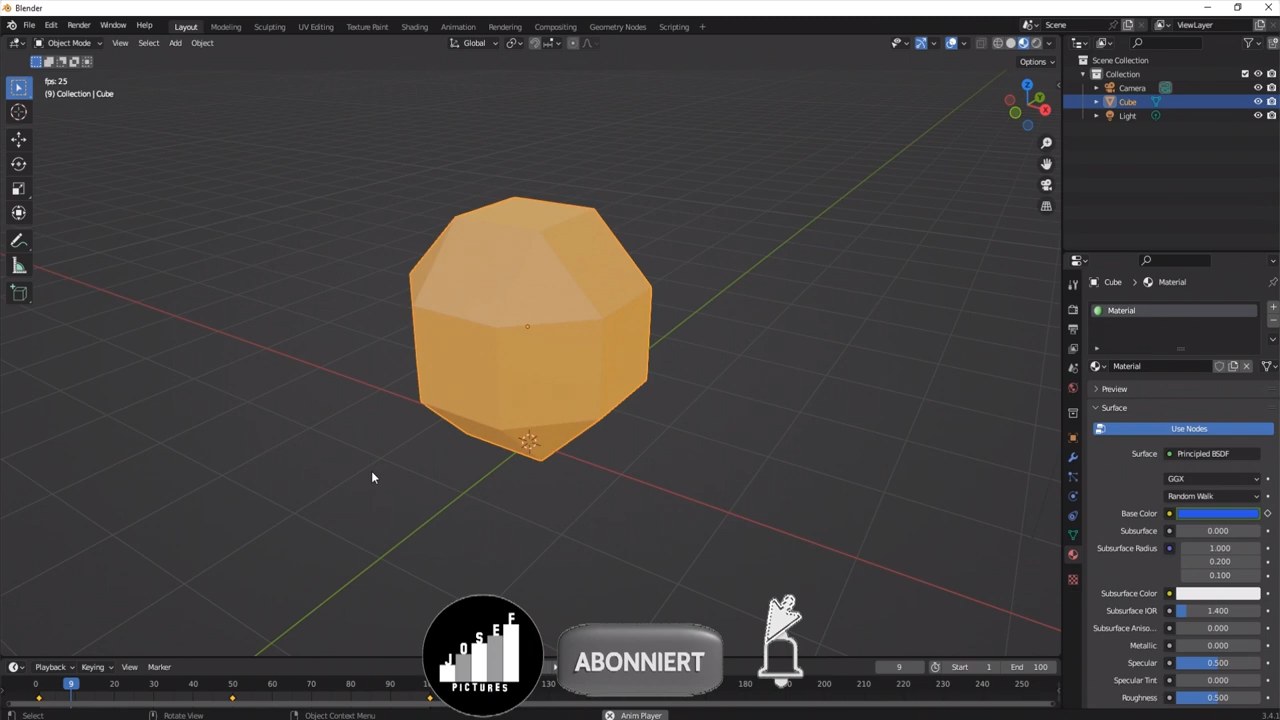 Blender
File Edit Render Window Help Layout Modeling Sculpting UV Editing Texture Paint Shading Animation Rendering Compositing Geometry Nodes Scripting + Scene ViewLayer
Object Mode View Select Add Object Global
Options
fps: 25
(9) Collection | Cube
Z
Y
X
Scene Collection
Collection
Camera
Cube
Light
Cube > Material
Material
Material
Preview
Surface
Use Nodes
Surface Principled BSDF
GGX
Random Walk
Base Color
Subsurface 0.000
Subsurface Radius 1.000
0.200
0.100
Subsurface Color
Subsurface IOR 1.400
Subsurface Aniso... 0.000
Metallic 0.000
Specular 0.500
Specular Tint 0.000
Roughness 0.500
JOSEF
PICTURES
ABONNIERT
Playback Keying View Marker 9 Start 1 End 100
0 9 20 30 40 50 60 70 80 90 130 180 190 200 210 220 230 240 250
Select Rotate View Object Context Menu Anim Player 3.4.1